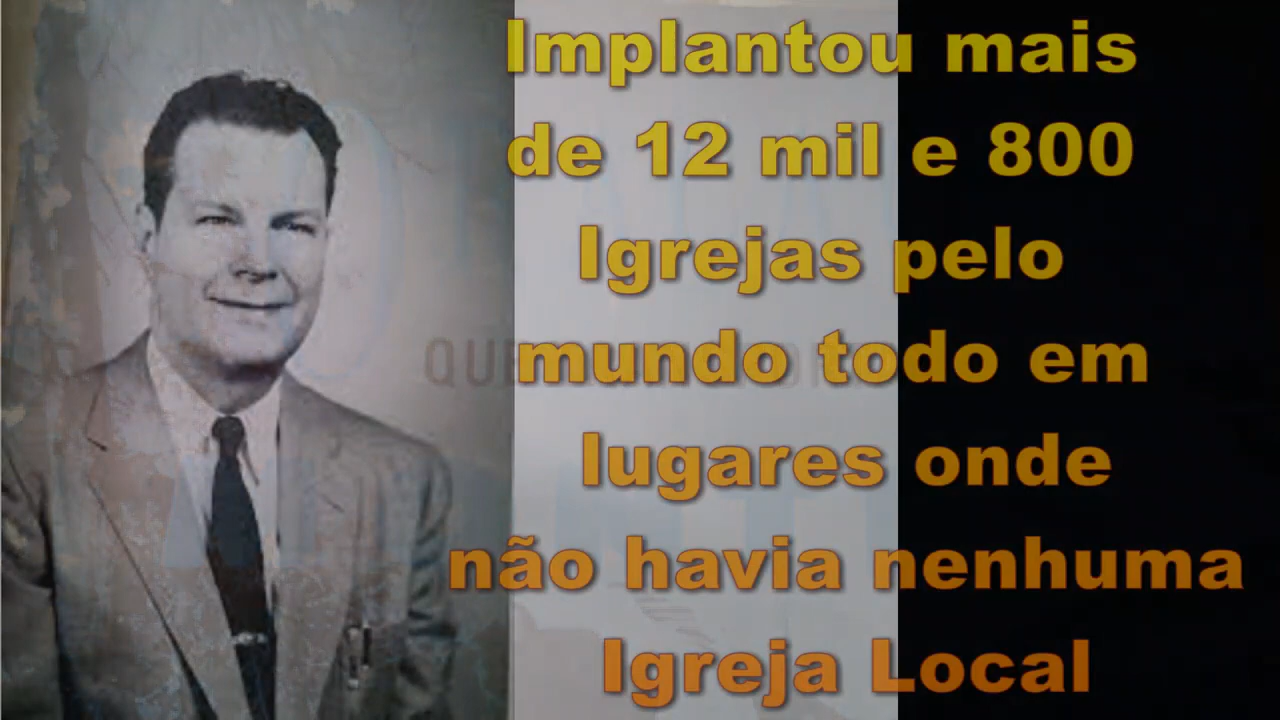 Implantou mais
de 12 mil e 800
Igrejas pelo
mundo todo em
lugares onde
não havia nenhuma
Igreja Local